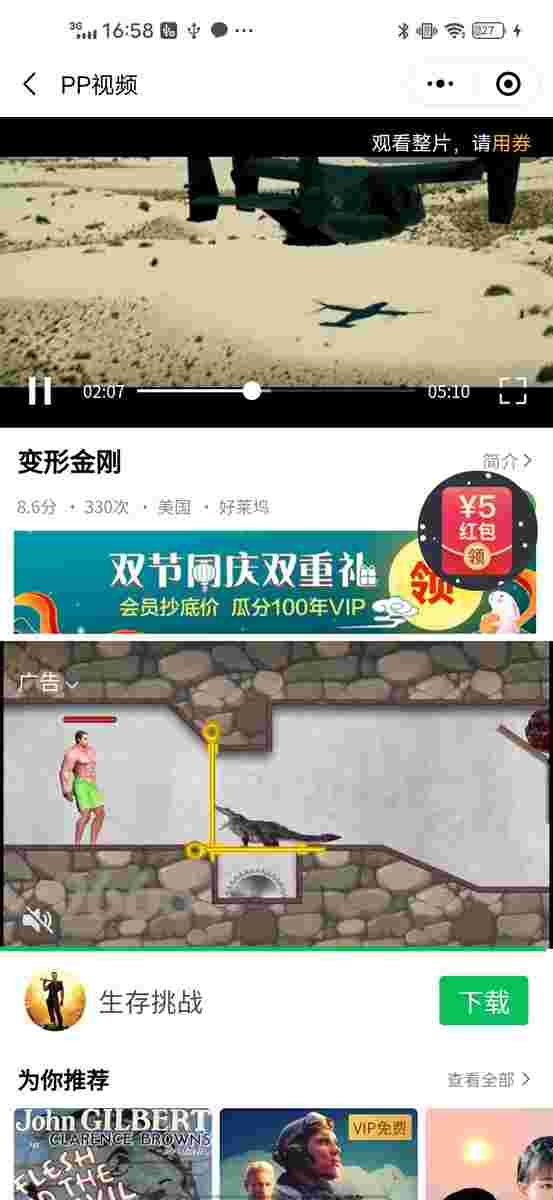 3G 16:58 27
PP视频
观看整片，请用券
02:07
05:10
变形金刚
简介
8.6分 · 330次 · 美国 · 好莱坞
¥5
红包
领
双节同庆双重礼
会员抄底价 瓜分100年VIP
领
广告
生存挑战
下载
为你推荐
查看全部
John GILBERT
CLARENCE BROWN'S
FLESH
THE
VIP免费